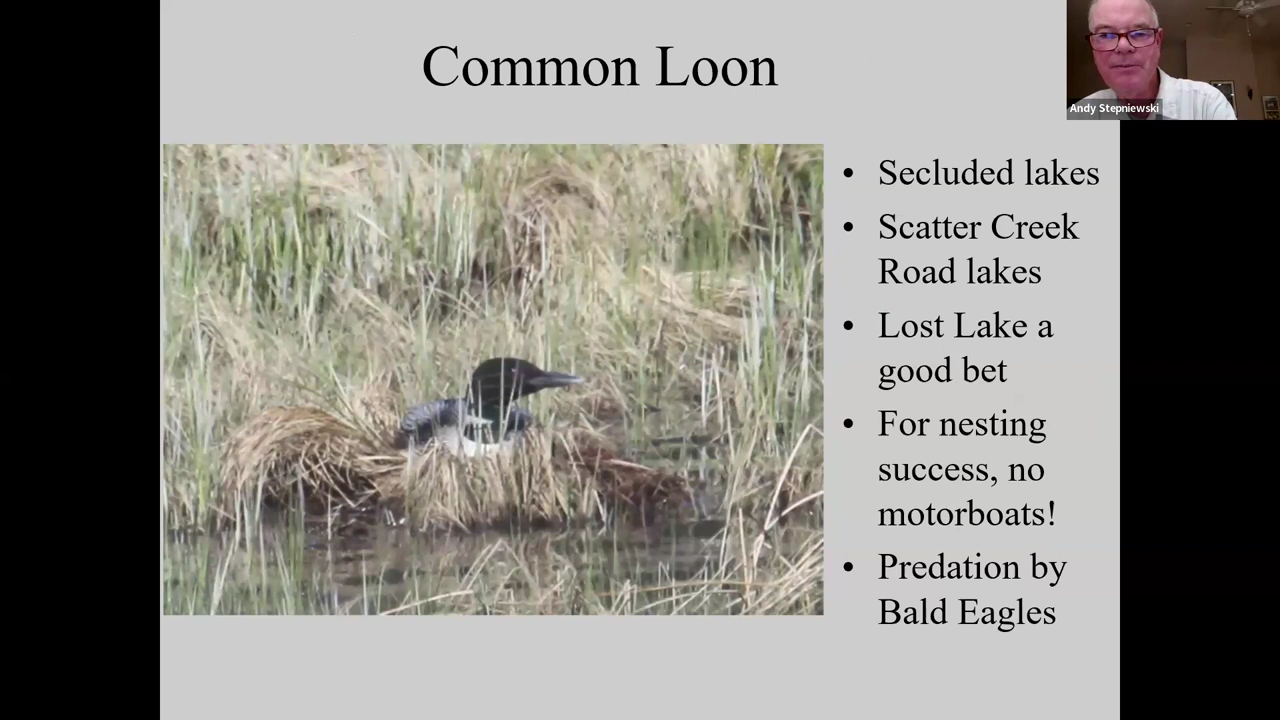 Common Loon
Andy Stepniewski
• Secluded lakes
• Scatter Creek
Road lakes
• Lost Lake a
good bet
• For nesting
success, no
motorboats!
• Predation by
Bald Eagles